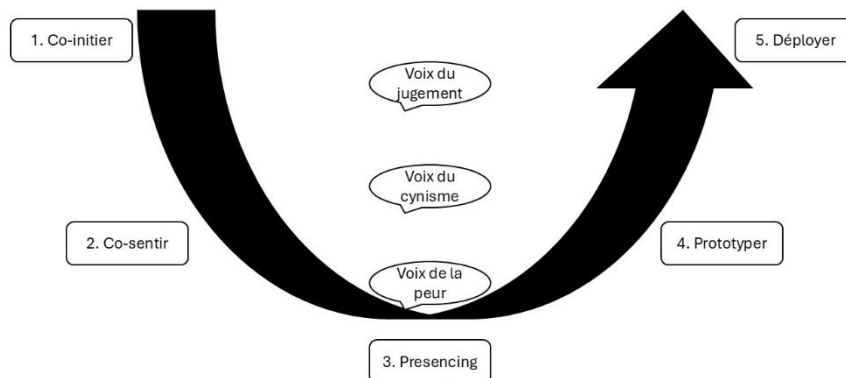 1. Co-initier
5. Déployer
Voix du
jugement
Voix du
cynisme
2. Co-sentir
4. Prototyper
Voix de la
peur
3. Presencing